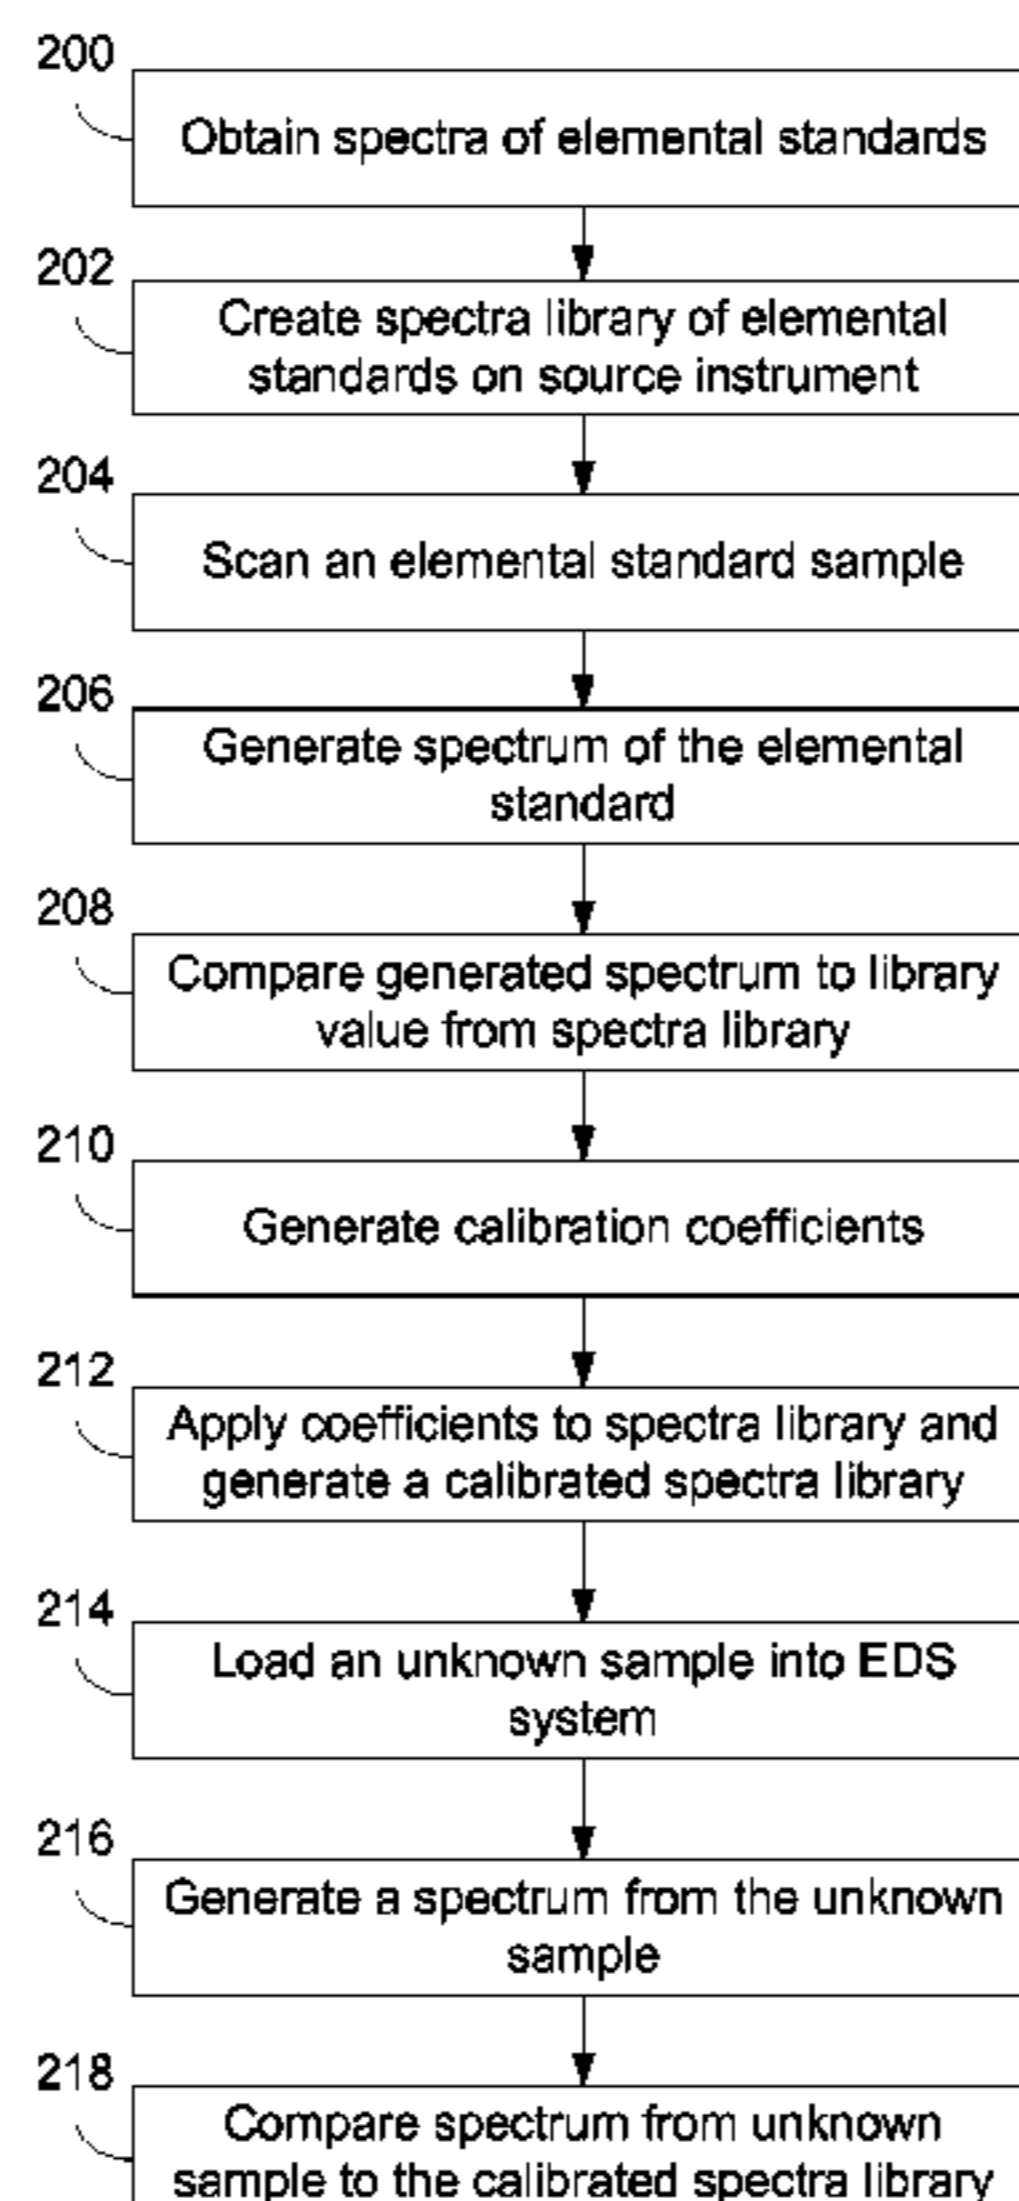 200
Obtain spectra of elemental standards
202
Create spectra library of elemental
standards on source instrument
204
Scan an elemental standard sample
206
Generate spectrum of the elemental
standard
208
Compare generated spectrum to library
value from spectra library
210
Generate calibration coefficients
212
Apply coefficients to spectra library and
generate a calibrated spectra library
214
Load an unknown sample into EDS
system
216
Generate a spectrum from the unknown
sample
218
Compare spectrum from unknown
sample to the calibrated spectra library